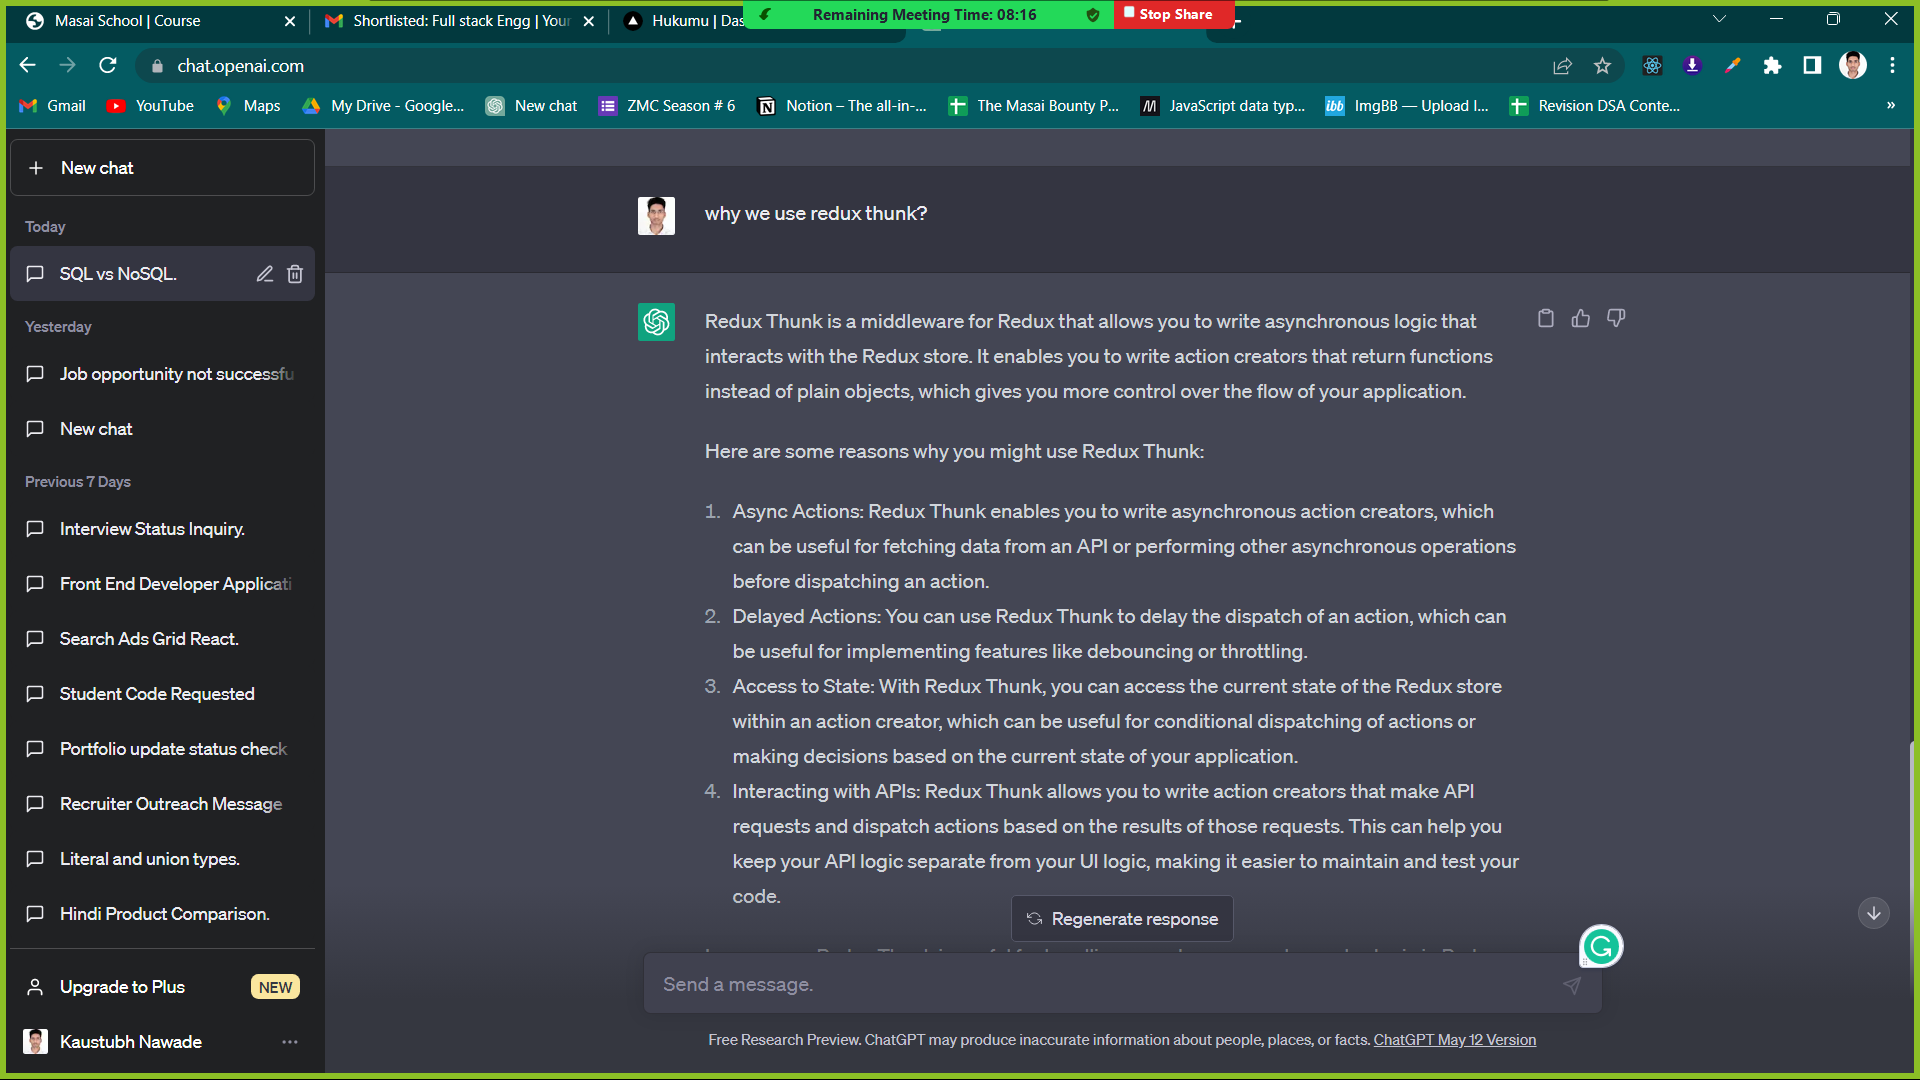 Masai School | Course
Shortlisted: Full stack Engg | Your
Hukumu | Das
Remaining Meeting Time: 08:16
Stop Share
chat.openai.com
Gmail
YouTube
Maps
My Drive - Google...
New chat
ZMC Season # 6
Notion – The all-in-...
The Masai Bounty P...
JavaScript data typ...
ibb
ImgBB — Upload I...
Revision DSA Conte...
»
New chat
Today
SQL vs NoSQL.
Yesterday
Job opportunity not successfu
New chat
Previous 7 Days
Interview Status Inquiry.
Front End Developer Applicati
Search Ads Grid React.
Student Code Requested
Portfolio update status check
Recruiter Outreach Message
Literal and union types.
Hindi Product Comparison.
Upgrade to Plus
NEW
Kaustubh Nawade
why we use redux thunk?
Redux Thunk is a middleware for Redux that allows you to write asynchronous logic that
interacts with the Redux store. It enables you to write action creators that return functions
instead of plain objects, which gives you more control over the flow of your application.
Here are some reasons why you might use Redux Thunk:
1. Async Actions: Redux Thunk enables you to write asynchronous action creators, which
can be useful for fetching data from an API or performing other asynchronous operations
before dispatching an action.
2. Delayed Actions: You can use Redux Thunk to delay the dispatch of an action, which can
be useful for implementing features like debouncing or throttling.
3. Access to State: With Redux Thunk, you can access the current state of the Redux store
within an action creator, which can be useful for conditional dispatching of actions or
making decisions based on the current state of your application.
4. Interacting with APIs: Redux Thunk allows you to write action creators that make API
requests and dispatch actions based on the results of those requests. This can help you
keep your API logic separate from your UI logic, making it easier to maintain and test your
code.
Regenerate response
Send a message.
Free Research Preview. ChatGPT may produce inaccurate information about people, places, or facts. ChatGPT May 12 Version